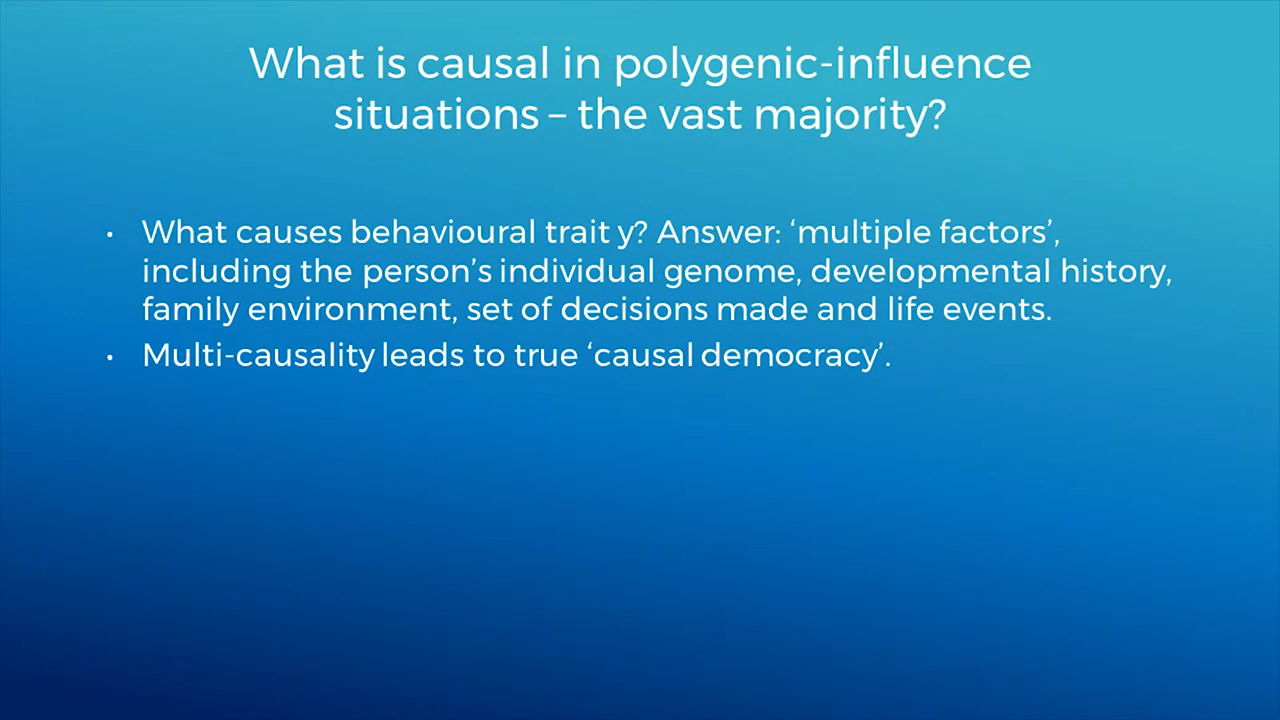 What is causal in polygenic-influence
situations – the vast majority?
• What causes behavioural trait y? Answer: ‘multiple factors’,
including the person’s individual genome, developmental history,
family environment, set of decisions made and life events.
• Multi-causality leads to true ‘causal democracy’.